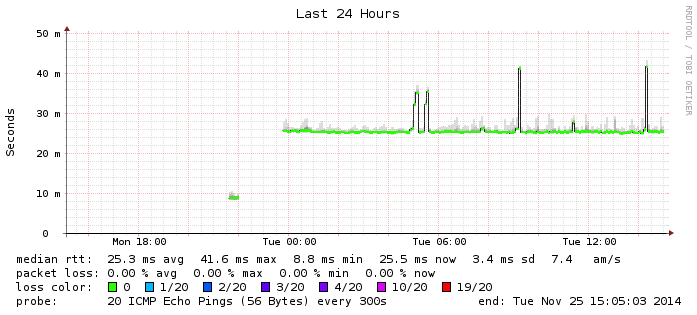 Last 24 Hours
RRDTOOL / TOBI OETIKER
Seconds
50 m
40 m
30 m
20 m
10 m
0
Mon 18:00 Tue 00:00 Tue 06:00 Tue 12:00
median rtt: 25.3 ms avg 41.6 ms max 8.8 ms min 25.5 ms now 3.4 ms sd 7.4 am/s
packet loss: 0.00 % avg 0.00 % max 0.00 % min 0.00 % now
loss color: 0 1/20 2/20 3/20 4/20 10/20 19/20
probe: 20 ICMP Echo Pings (56 Bytes) every 300s end: Tue Nov 25 15:05:03 2014